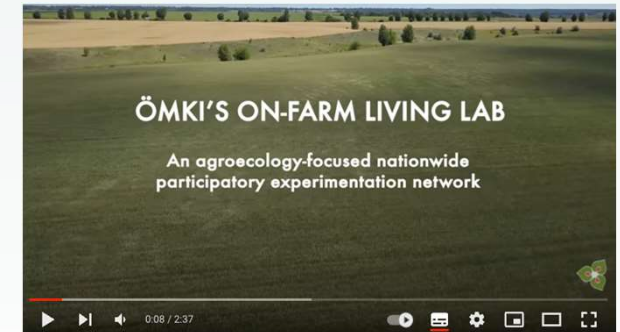 ÖMKI'S ON-FARM LIVING LAB
An agroecology-focused nationwide
participatory experimentation network
0:08 / 2:37